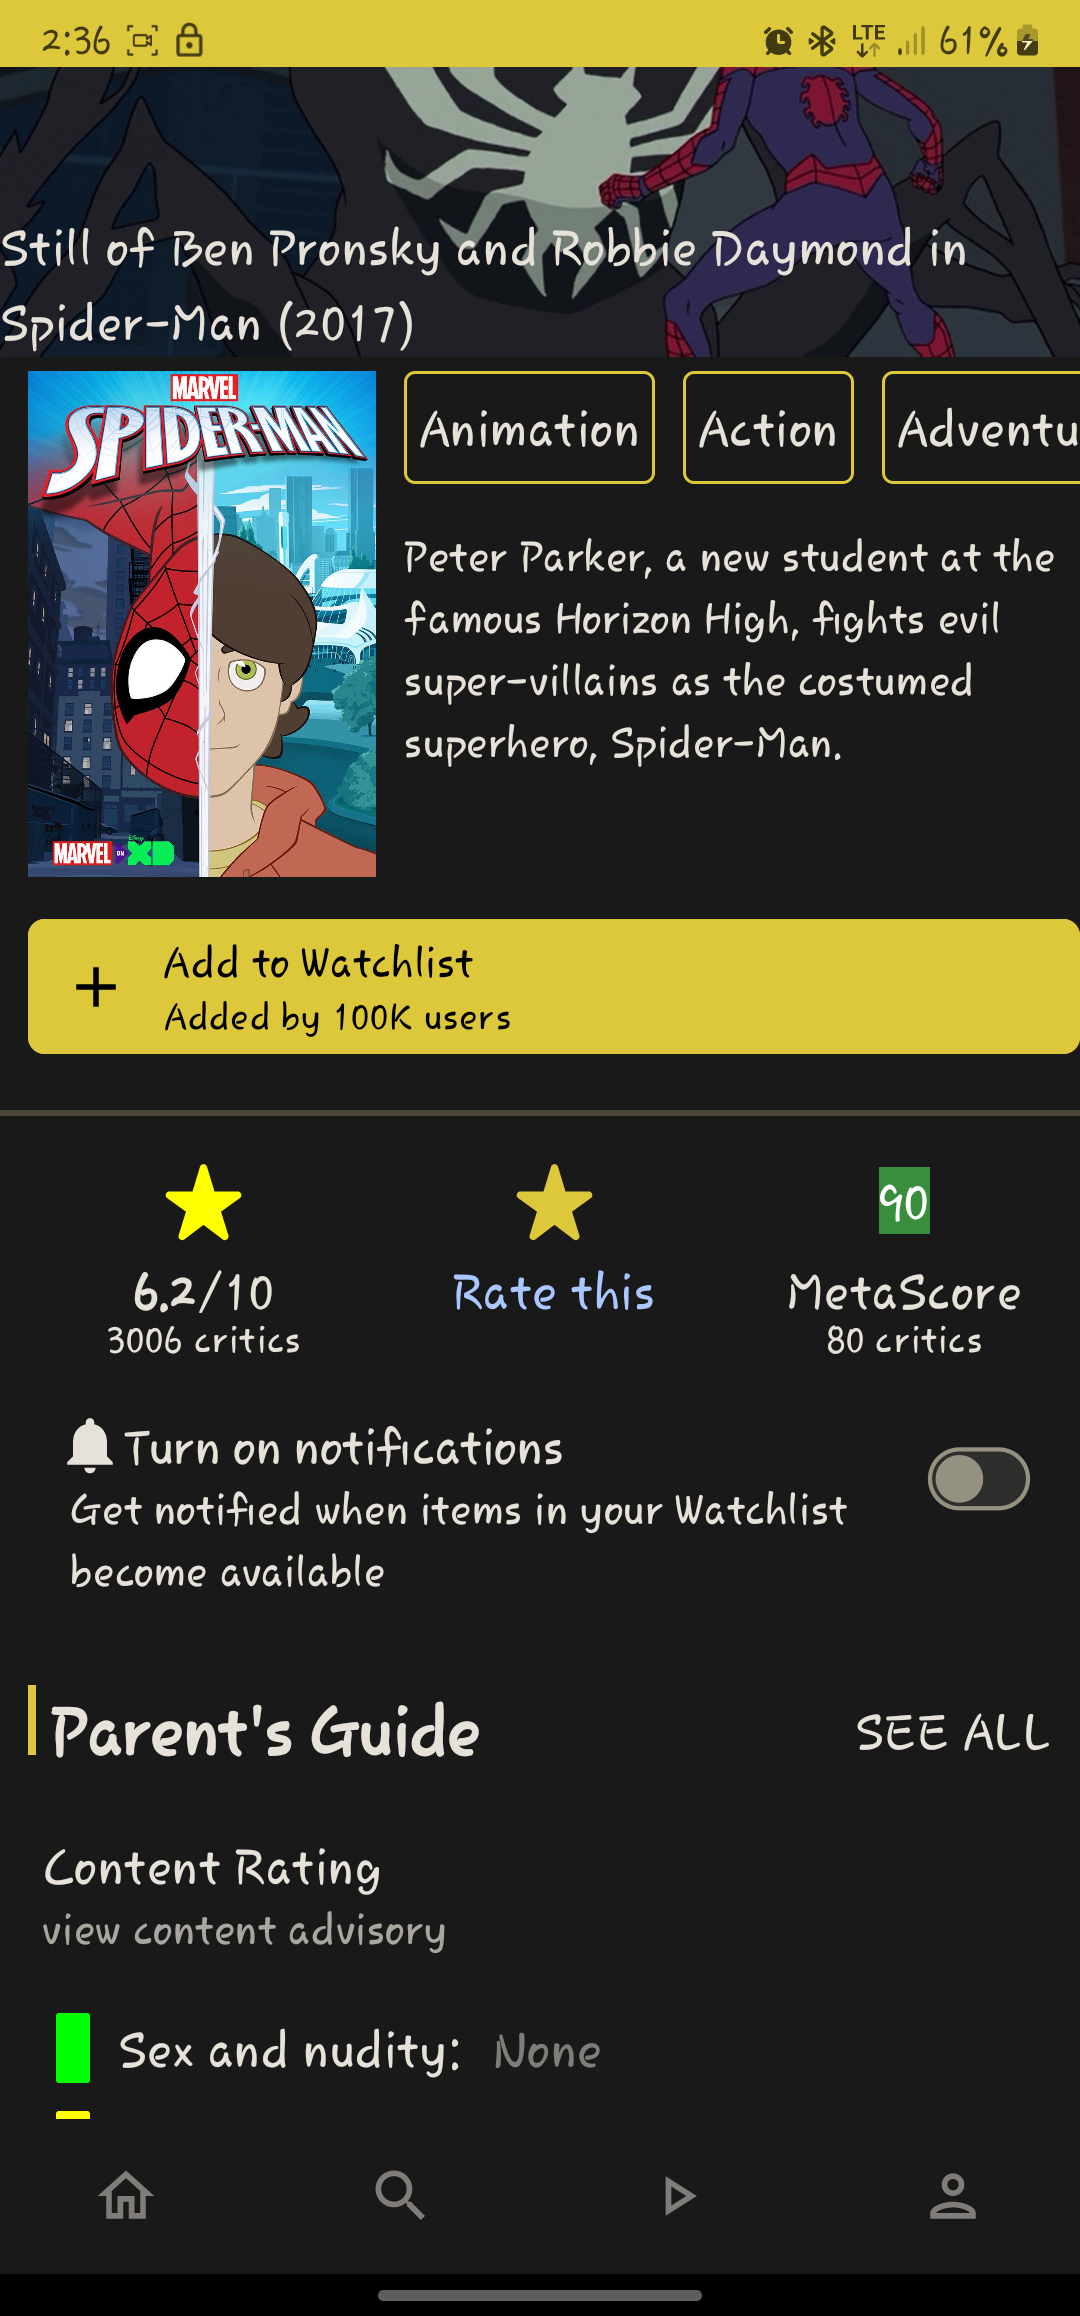 2:36
LTE
61%
Still of Ben Pronsky and Robbie Daymond in
Spider-Man (2017)
MARVEL
SPIDER-MAN
MARVEL ON Disney XD
Animation
Action
Adventu
Peter Parker, a new student at the
famous Horizon High, fights evil
super-villains as the costumed
superhero, Spider-Man.
Add to Watchlist
Added by 100K users
6.2/10
3006 critics
Rate this
90
MetaScore
80 critics
Turn on notifications
Get notified when items in your Watchlist
become available
Parent's Guide
SEE ALL
Content Rating
view content advisory
Sex and nudity: None